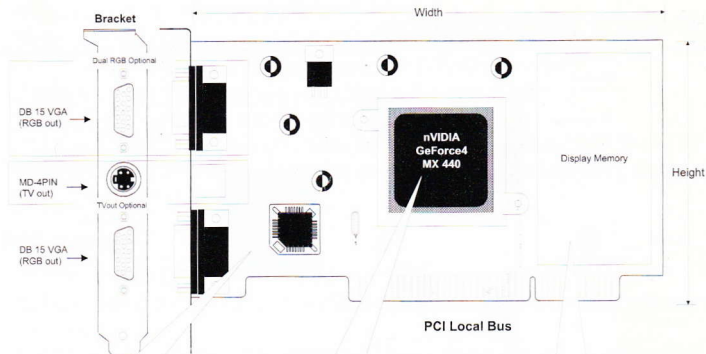 Width
Bracket
Dual RGB Optional
DB 15 VGA
(RGB out)
nVIDIA
GeForce4
MX 440
Display Memory
Height
MD-4PIN
(TV out)
TVout Optional
DB 15 VGA
(RGB out)
PCI Local Bus